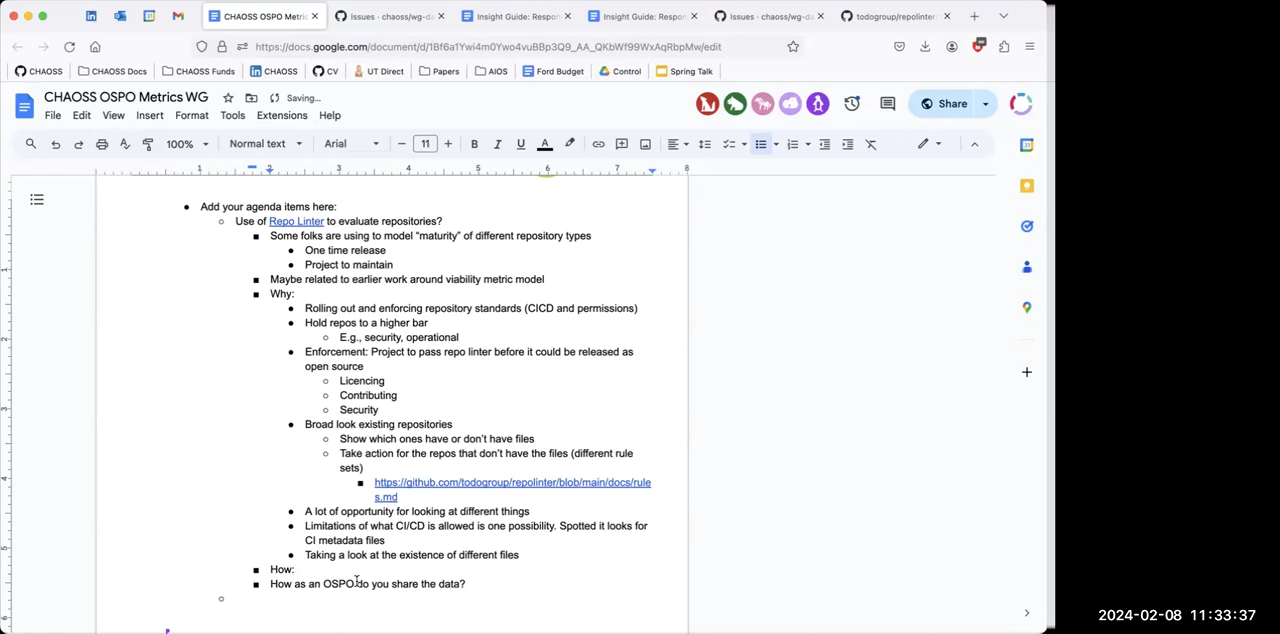 CHAOSS OSPO Metric
Issues · chaoss/wg-da
Insight Guide: Respon
Insight Guide: Respon
Issues · chaoss/wg-da
todogroup/repolinter:
https://docs.google.com/document/d/1Bf6a1Ywi4m0Ywo4vuBBp3Q9_AA_QKbWf99WxAqRbpMw/edit
CHAOSS
CHAOSS Docs
CHAOSS Funds
CHAOSS
CV
UT Direct
Papers
AIOS
Ford Budget
Control
Spring Talk
CHAOSS OSPO Metrics WG
Saving...
File Edit View Insert Format Tools Extensions Help
Share
100% Normal text Arial 11
1 2 3 4 5 6 7 8
Add your agenda items here:
Use of Repo Linter to evaluate repositories?
Some folks are using to model “maturity” of different repository types
One time release
Project to maintain
Maybe related to earlier work around viability metric model
Why:
Rolling out and enforcing repository standards (CICD and permissions)
Hold repos to a higher bar
E.g., security, operational
Enforcement: Project to pass repo linter before it could be released as
open source
Licencing
Contributing
Security
Broad look existing repositories
Show which ones have or don’t have files
Take action for the repos that don’t have the files (different rule
sets)
https://github.com/todogroup/repolinter/blob/main/docs/rule
s.md
A lot of opportunity for looking at different things
Limitations of what CI/CD is allowed is one possibility. Spotted it looks for
CI metadata files
Taking a look at the existence of different files
How:
How as an OSPO do you share the data?
2024-02-08 11:33:37